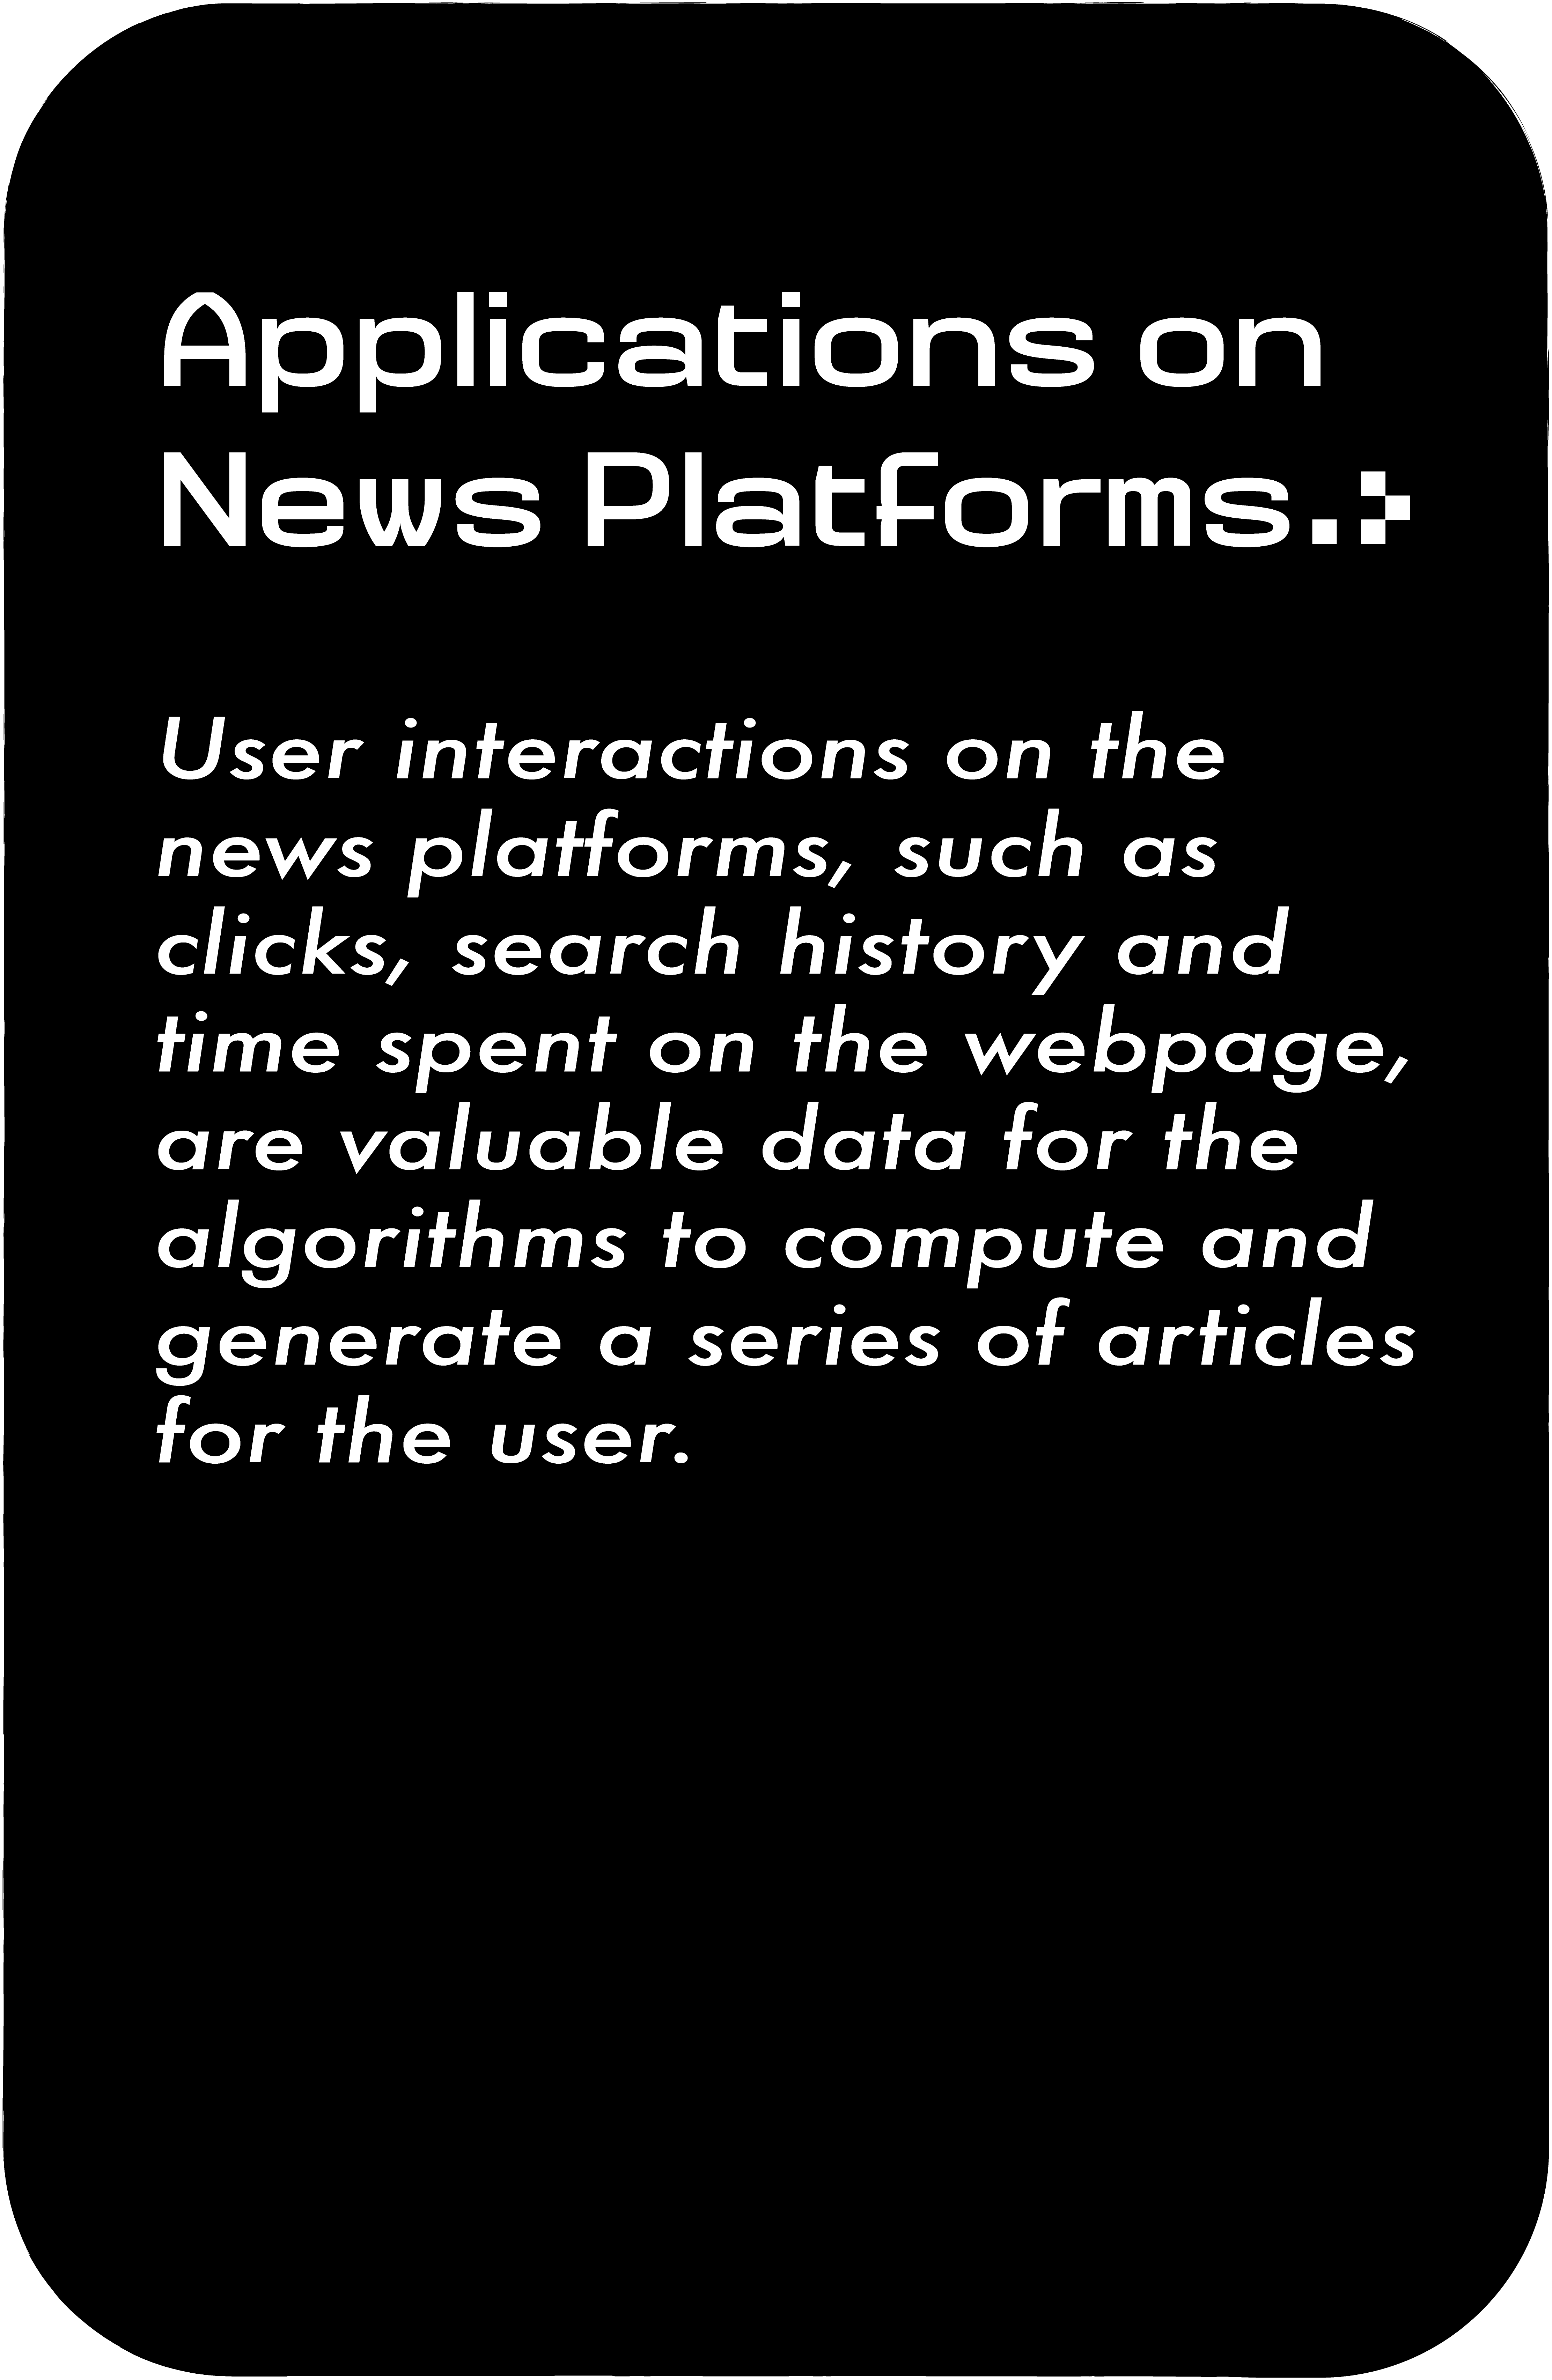 Applications on
News Platforms.
User interactions on the
news platforms, such as
clicks, search history and
time spent on the webpage,
are valuable data for the
algorithms to compute and
generate a series of articles
for the user.